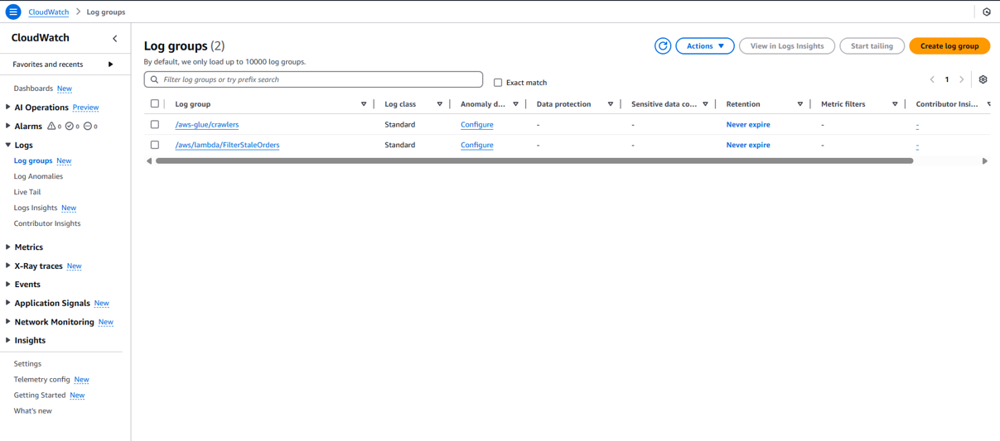 CloudWatch > Log groups
CloudWatch
Favorites and recents
Dashboards New
AI Operations Preview
Alarms 0 0 0
Logs
Log groups New
Log Anomalies
Live Tail
Logs Insights New
Contributor Insights
Metrics
X-Ray traces New
Events
Application Signals New
Network Monitoring New
Insights
Settings
Telemetry config New
Getting Started New
What's new
Log groups (2)
By default, we only load up to 10000 log groups.
Actions View in Logs Insights Start tailing Create log group
Filter log groups or try prefix search
Exact match
1
Log group Log class Anomaly d... Data protection Sensitive data co... Retention Metric filters Contributor Insi...
/aws-glue/crawlers Standard Configure - - Never expire - -
/aws/lambda/FilterStaleOrders Standard Configure - - Never expire - -